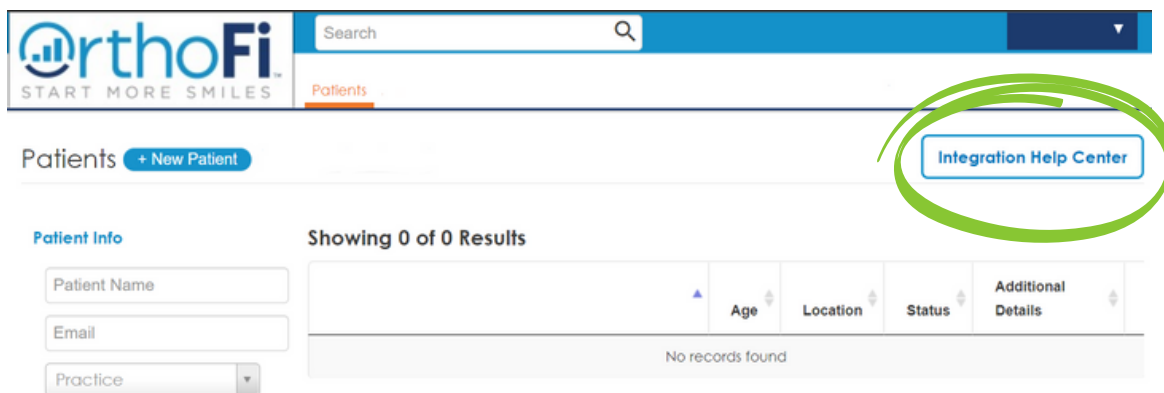 OrthoFi™
START MORE SMILES
Search
Patients
Patients
+ New Patient
Integration Help Center
Patient Info
Showing 0 of 0 Results
Patient Name
Age
Location
Status
Additional
Details
Email
No records found
Practice